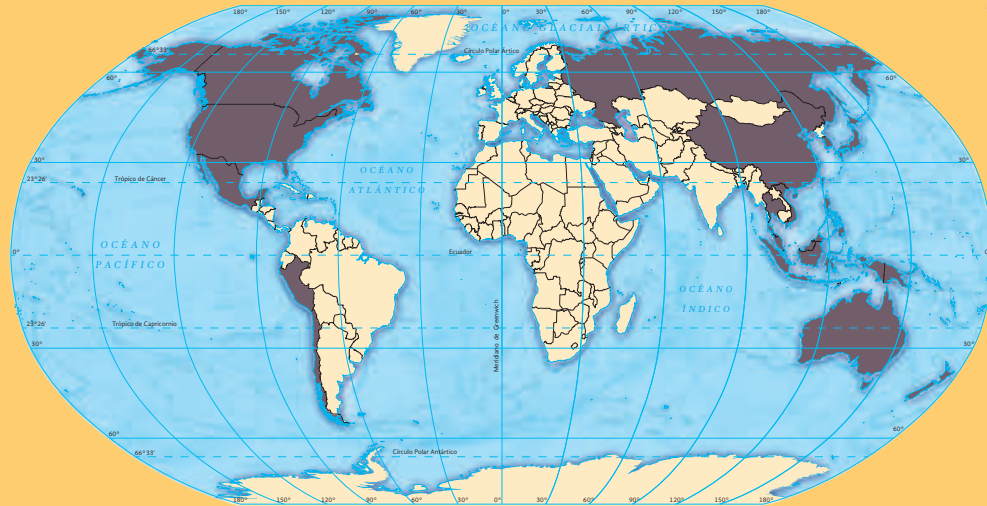 180° 150° 120° 90° 60° 30° 0° 30° 60° 90° 120° 150° 180°
OCÉANO GLACIAL ÁRTICO
66°33'
Círculo Polar Ártico
60°
60°
30°
30°
23°26'
Trópico de Cáncer
OCÉANO
ATLÁNTICO
OCÉANO
PACÍFICO
0°
Ecuador
OCÉANO
ÍNDICO
Meridiano de Greenwich
23°26'
Trópico de Capricornio
30°
30°
60°
60°
66°33'
Círculo Polar Antártico
180° 150° 120° 90° 60° 30° 0° 30° 60° 90° 120° 150° 180°